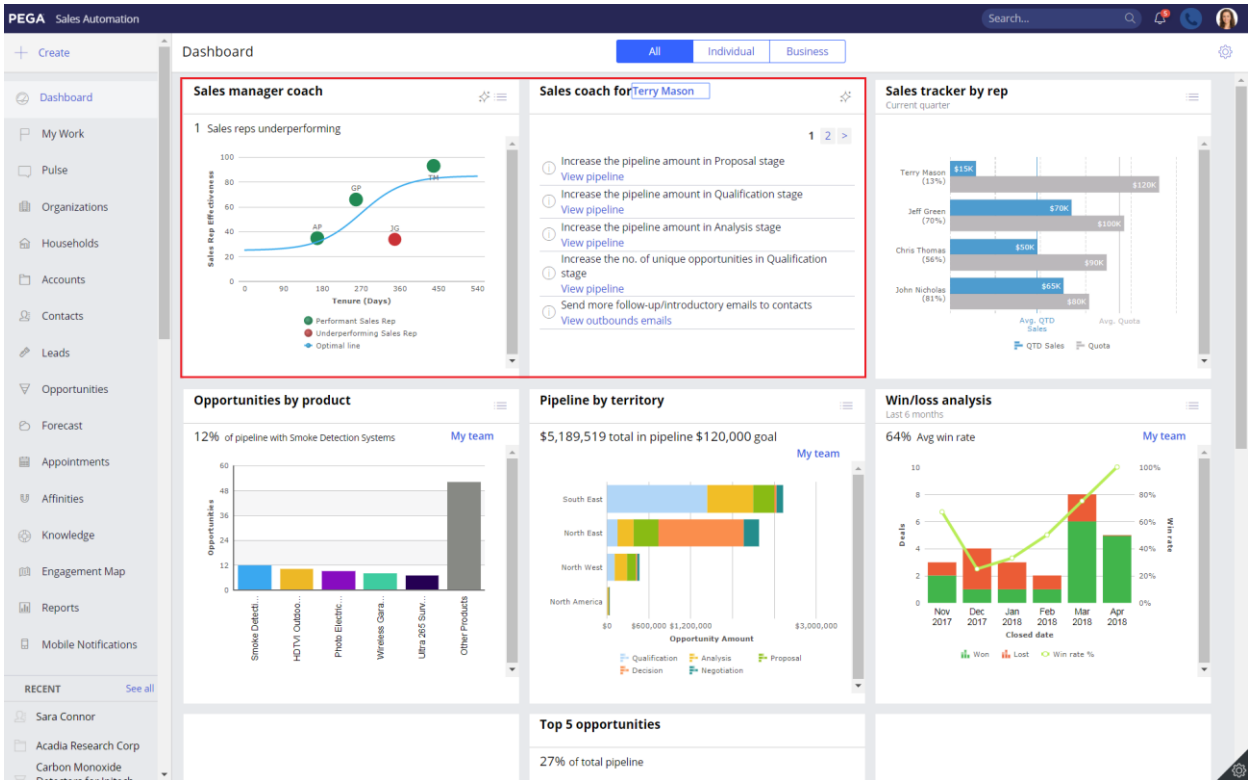 PEGA Sales Automation
Search...
5
Create
Dashboard
My Work
Pulse
Organizations
Households
Accounts
Contacts
Leads
Opportunities
Forecast
Appointments
Affinities
Knowledge
Engagement Map
Reports
Mobile Notifications
RECENT See all
Sara Connor
Acadia Research Corp
Carbon Monoxide
Dashboard
All Individual Business
Sales manager coach
1 Sales reps underperforming
100
80
60
40
20
0
Sales Rep Effectiveness
AP
GP
JG
TM
0 90 180 270 360 450 540
Tenure (Days)
Performant Sales Rep
Underperforming Sales Rep
Optimal line
Sales coach for Terry Mason
1 2 >
Increase the pipeline amount in Proposal stage
View pipeline
Increase the pipeline amount in Qualification stage
View pipeline
Increase the pipeline amount in Analysis stage
View pipeline
Increase the no. of unique opportunities in Qualification
stage
View pipeline
Send more follow-up/introductory emails to contacts
View outbounds emails
Sales tracker by rep
Current quarter
Terry Mason
(13%)
$15K
$120K
Jeff Green
(70%)
$70K
$100K
Chris Thomas
(56%)
$50K
$90K
John Nicholas
(81%)
$65K
$80K
Avg. QTD
Sales
Avg. Quota
QTD Sales Quota
Opportunities by product
12% of pipeline with Smoke Detection Systems My team
60
48
36
24
12
0
Opportunities
Smoke Detecti...
HDTVI Outdoo...
Photo Electric...
Wireless Gara...
Ultra 265 Surv...
Other Products
Pipeline by territory
$5,189,519 total in pipeline $120,000 goal
My team
South East
North East
North West
North America
$0 $600,000 $1,200,000 $3,000,000
Opportunity Amount
Qualification Analysis Proposal
Decision Negotiation
Win/loss analysis
Last 6 months
64% Avg win rate My team
10
8
6
4
2
0
Deals
100%
80%
60%
40%
20%
0%
Win rate
Nov Dec Jan Feb Mar Apr
2017 2017 2018 2018 2018 2018
Closed date
Won Lost Win rate %
Top 5 opportunities
27% of total pipeline